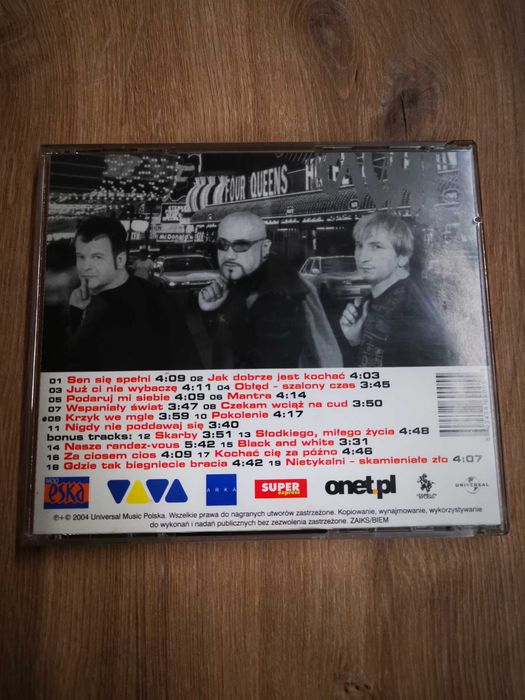 FOUR QUEENS
McDonald's
01 Sen się spełni 4:09 02 Jak dobrze jest kochać 4:03
03 Już ci nie wybaczę 4:11 04 Obłęd - szalony czas 3:45
05 Podaruj mi siebie 4:09 06 Mantra 4:14
07 Wspaniały świat 3:47 08 Czekam wciąż na cud 3:50
09 Krzyk we mgle 3:59 10 Pokolenie 4:17
11 Nigdy nie poddawaj się 3:40
bonus tracks: 12 Skarby 3:51 13 Słodkiego, miłego życia 4:48
14 Nasze randez-vous 5:42 15 Black and white 3:31
16 Za ciosem cios 4:09 17 Kochać cię za późno 4:46
18 Gdzie tak biegniecie bracia 4:42 19 Nietykalni - skamieniałe zło 4:07
eska VIVA ARKA SUPER express onet.pl UNIVERSAL
℗+© 2004 Universal Music Polska. Wszelkie prawa do nagranych utworów zastrzeżone. Kopiowanie, wynajmowanie, wykorzystywanie
do wykonań i nadań publicznych bez zezwolenia zastrzeżone. ZAIKS/BIEM